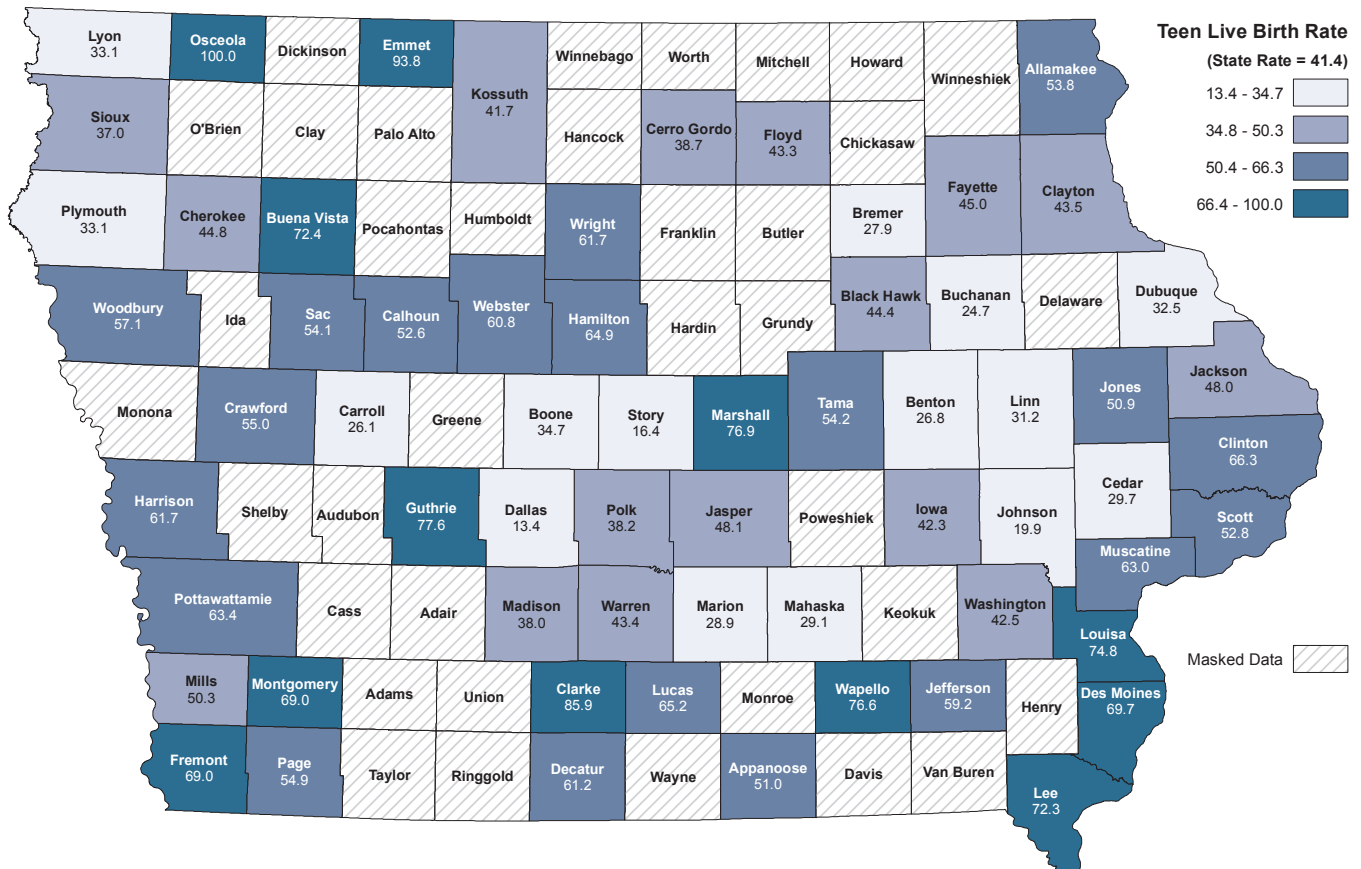 Teen Live Birth Rate
(State Rate = 41.4)
13.4 - 34.7
34.8 - 50.3
50.4 - 66.3
66.4 - 100.0
Masked Data
Lyon
33.1
Osceola
100.0
Dickinson
Emmet
93.8
Kossuth
41.7
Winnebago
Worth
Mitchell
Howard
Winneshiek
Allamakee
53.8
Sioux
37.0
O'Brien
Clay
Palo Alto
Hancock
Cerro Gordo
38.7
Floyd
43.3
Chickasaw
Plymouth
33.1
Cherokee
44.8
Buena Vista
72.4
Pocahontas
Humboldt
Wright
61.7
Franklin
Butler
Bremer
27.9
Fayette
45.0
Clayton
43.5
Woodbury
57.1
Ida
Sac
54.1
Calhoun
52.6
Webster
60.8
Hamilton
64.9
Hardin
Grundy
Black Hawk
44.4
Buchanan
24.7
Delaware
Dubuque
32.5
Monona
Crawford
55.0
Carroll
26.1
Greene
Boone
34.7
Story
16.4
Marshall
76.9
Tama
54.2
Benton
26.8
Linn
31.2
Jones
50.9
Jackson
48.0
Clinton
66.3
Harrison
61.7
Shelby
Audubon
Guthrie
77.6
Dallas
13.4
Polk
38.2
Jasper
48.1
Poweshiek
Iowa
42.3
Johnson
19.9
Cedar
29.7
Scott
52.8
Muscatine
63.0
Pottawattamie
63.4
Cass
Adair
Madison
38.0
Warren
43.4
Marion
28.9
Mahaska
29.1
Keokuk
Washington
42.5
Louisa
74.8
Mills
50.3
Montgomery
69.0
Adams
Union
Clarke
85.9
Lucas
65.2
Monroe
Wapello
76.6
Jefferson
59.2
Henry
Des Moines
69.7
Fremont
69.0
Page
54.9
Taylor
Ringgold
Decatur
61.2
Wayne
Appanoose
51.0
Davis
Van Buren
Lee
72.3